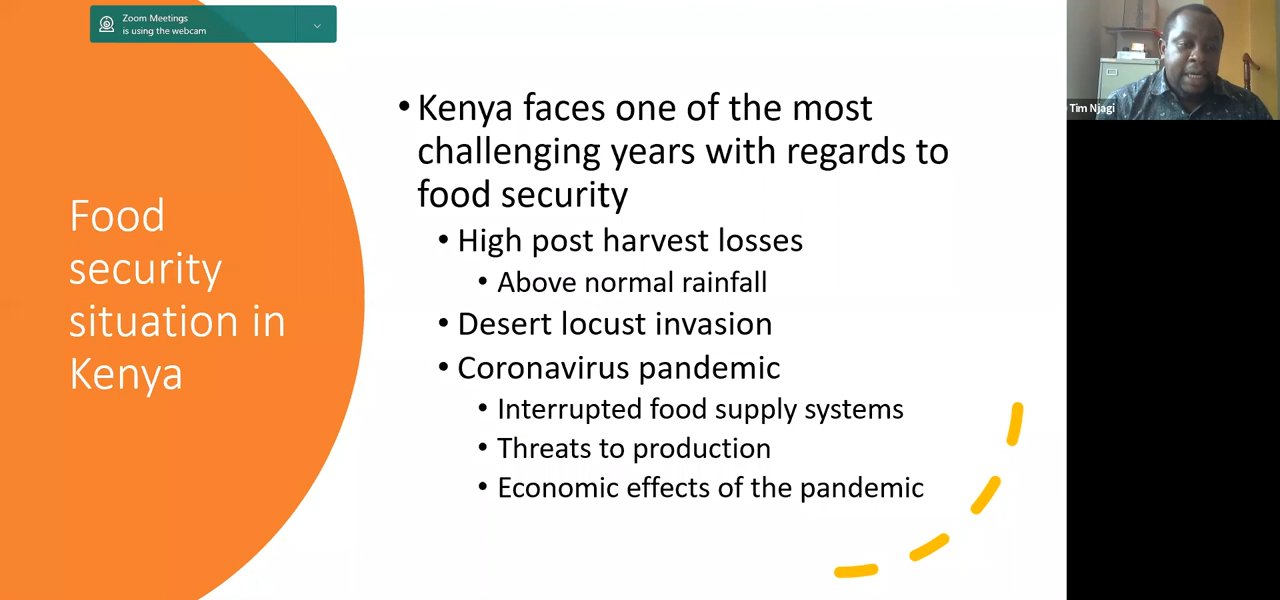 Zoom Meetings
is using the webcam
Food
security
situation in
Kenya
• Kenya faces one of the most
challenging years with regards to
food security
• High post harvest losses
• Above normal rainfall
• Desert locust invasion
• Coronavirus pandemic
• Interrupted food supply systems
• Threats to production
• Economic effects of the pandemic
Tim Njagi